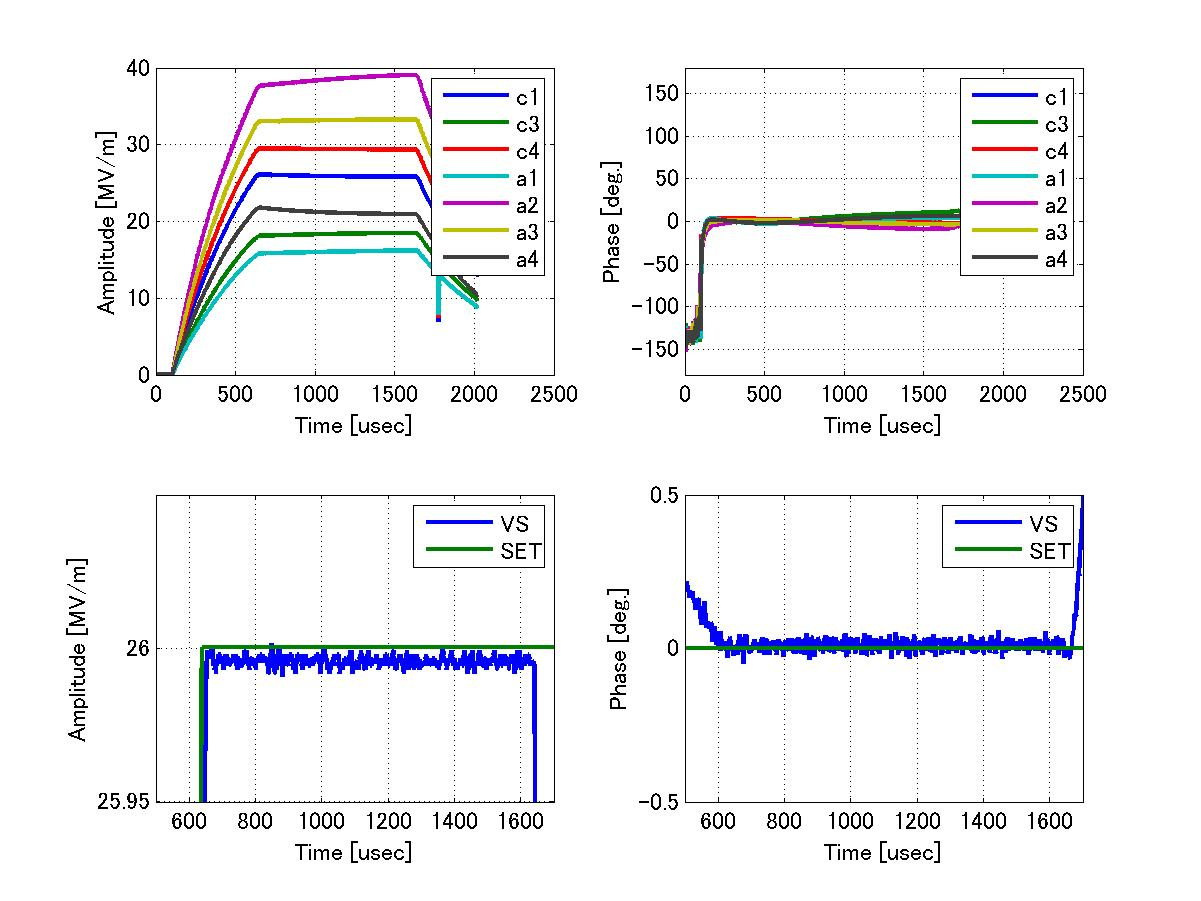 40
30
20
10
0
Amplitude [MV/m]
0 500 1000 1500 2000 2500
Time [usec]
c1
c3
c4
a1
a2
a3
a4
150
100
50
0
-50
-100
-150
Phase [deg.]
0 500 1000 1500 2000 2500
Time [usec]
c1
c3
c4
a1
a2
a3
a4
26
25.95
Amplitude [MV/m]
600 800 1000 1200 1400 1600
Time [usec]
VS
SET
0.5
0
-0.5
Phase [deg.]
600 800 1000 1200 1400 1600
Time [usec]
VS
SET